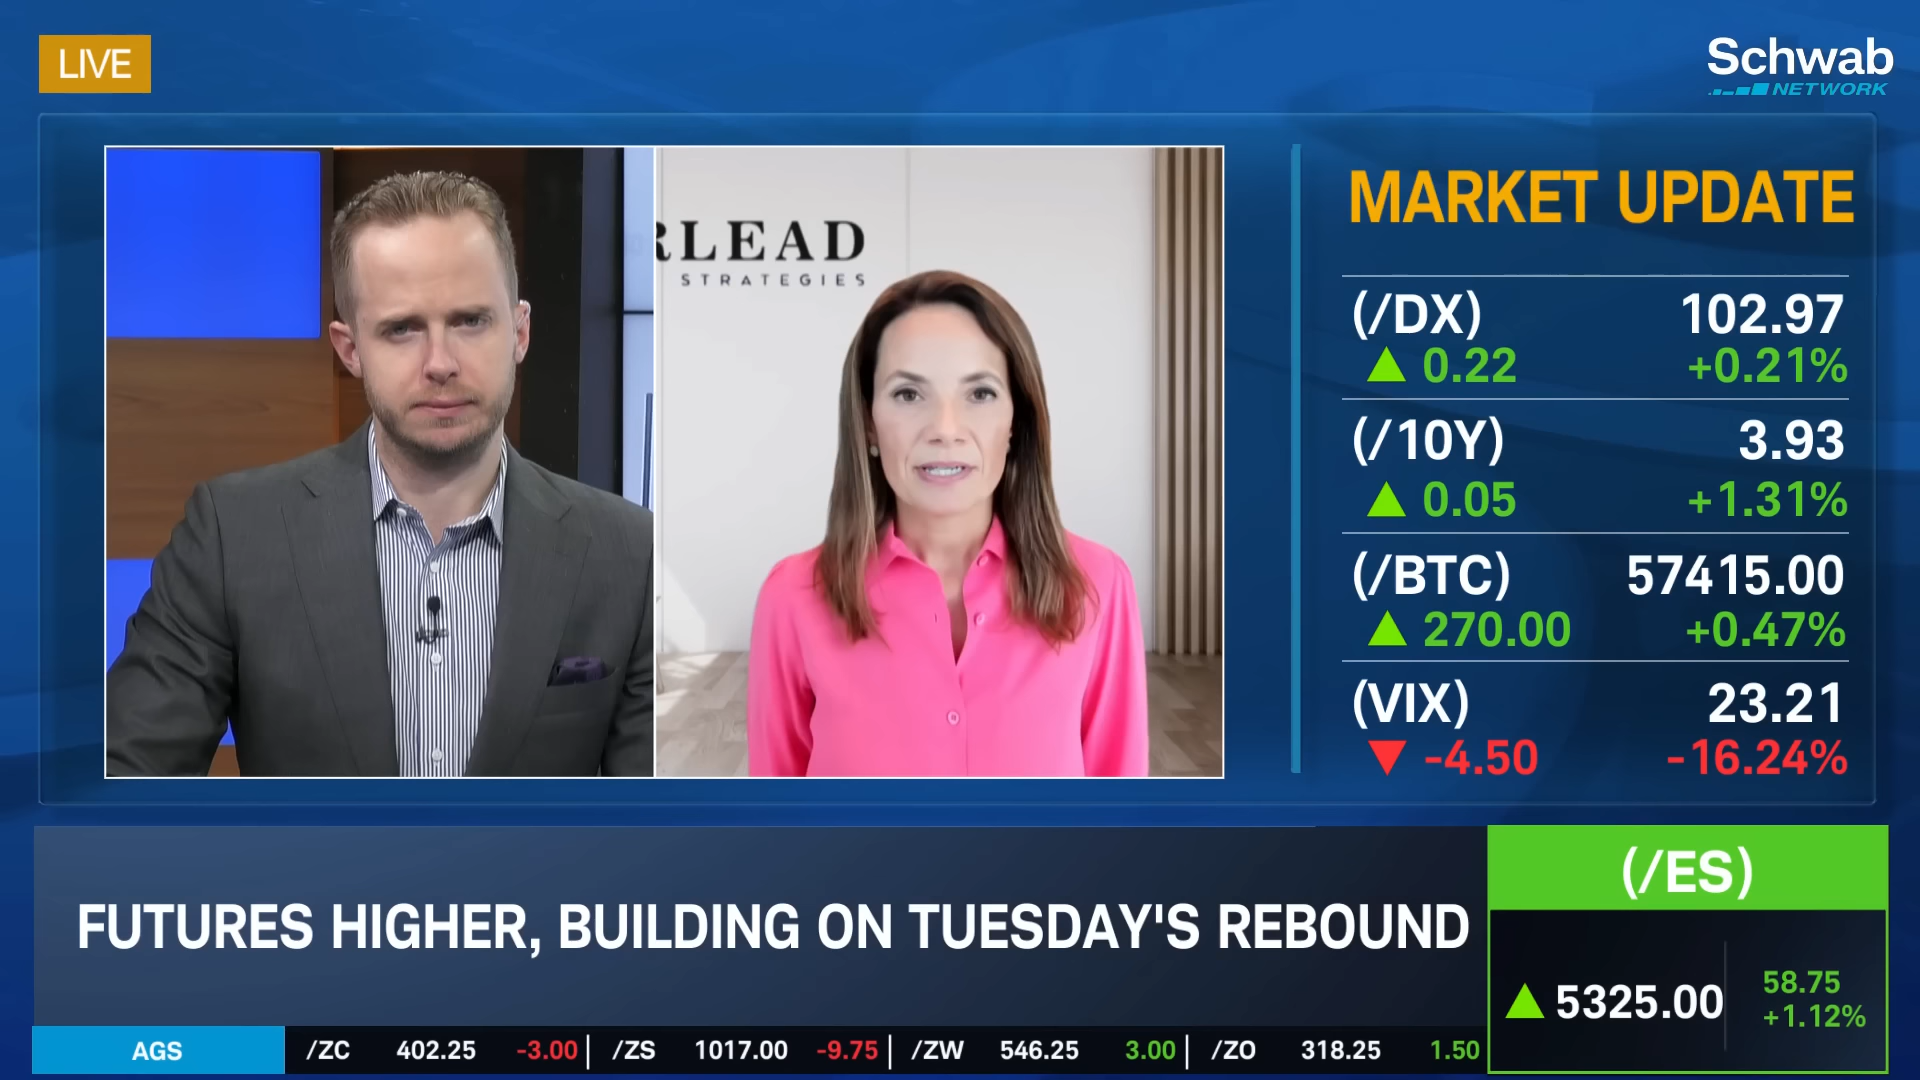 LIVE
Schwab
NETWORK
RLEAD
STRATEGIES
MARKET UPDATE
(/DX) 102.97
▲ 0.22 +0.21%
(/10Y) 3.93
▲ 0.05 +1.31%
(/BTC) 57415.00
▲ 270.00 +0.47%
(VIX) 23.21
▼ -4.50 -16.24%
FUTURES HIGHER, BUILDING ON TUESDAY'S REBOUND
(/ES)
▲ 5325.00 58.75
+1.12%
AGS /ZC 402.25 -3.00 | /ZS 1017.00 -9.75 | /ZW 546.25 3.00 | /ZO 318.25 1.50